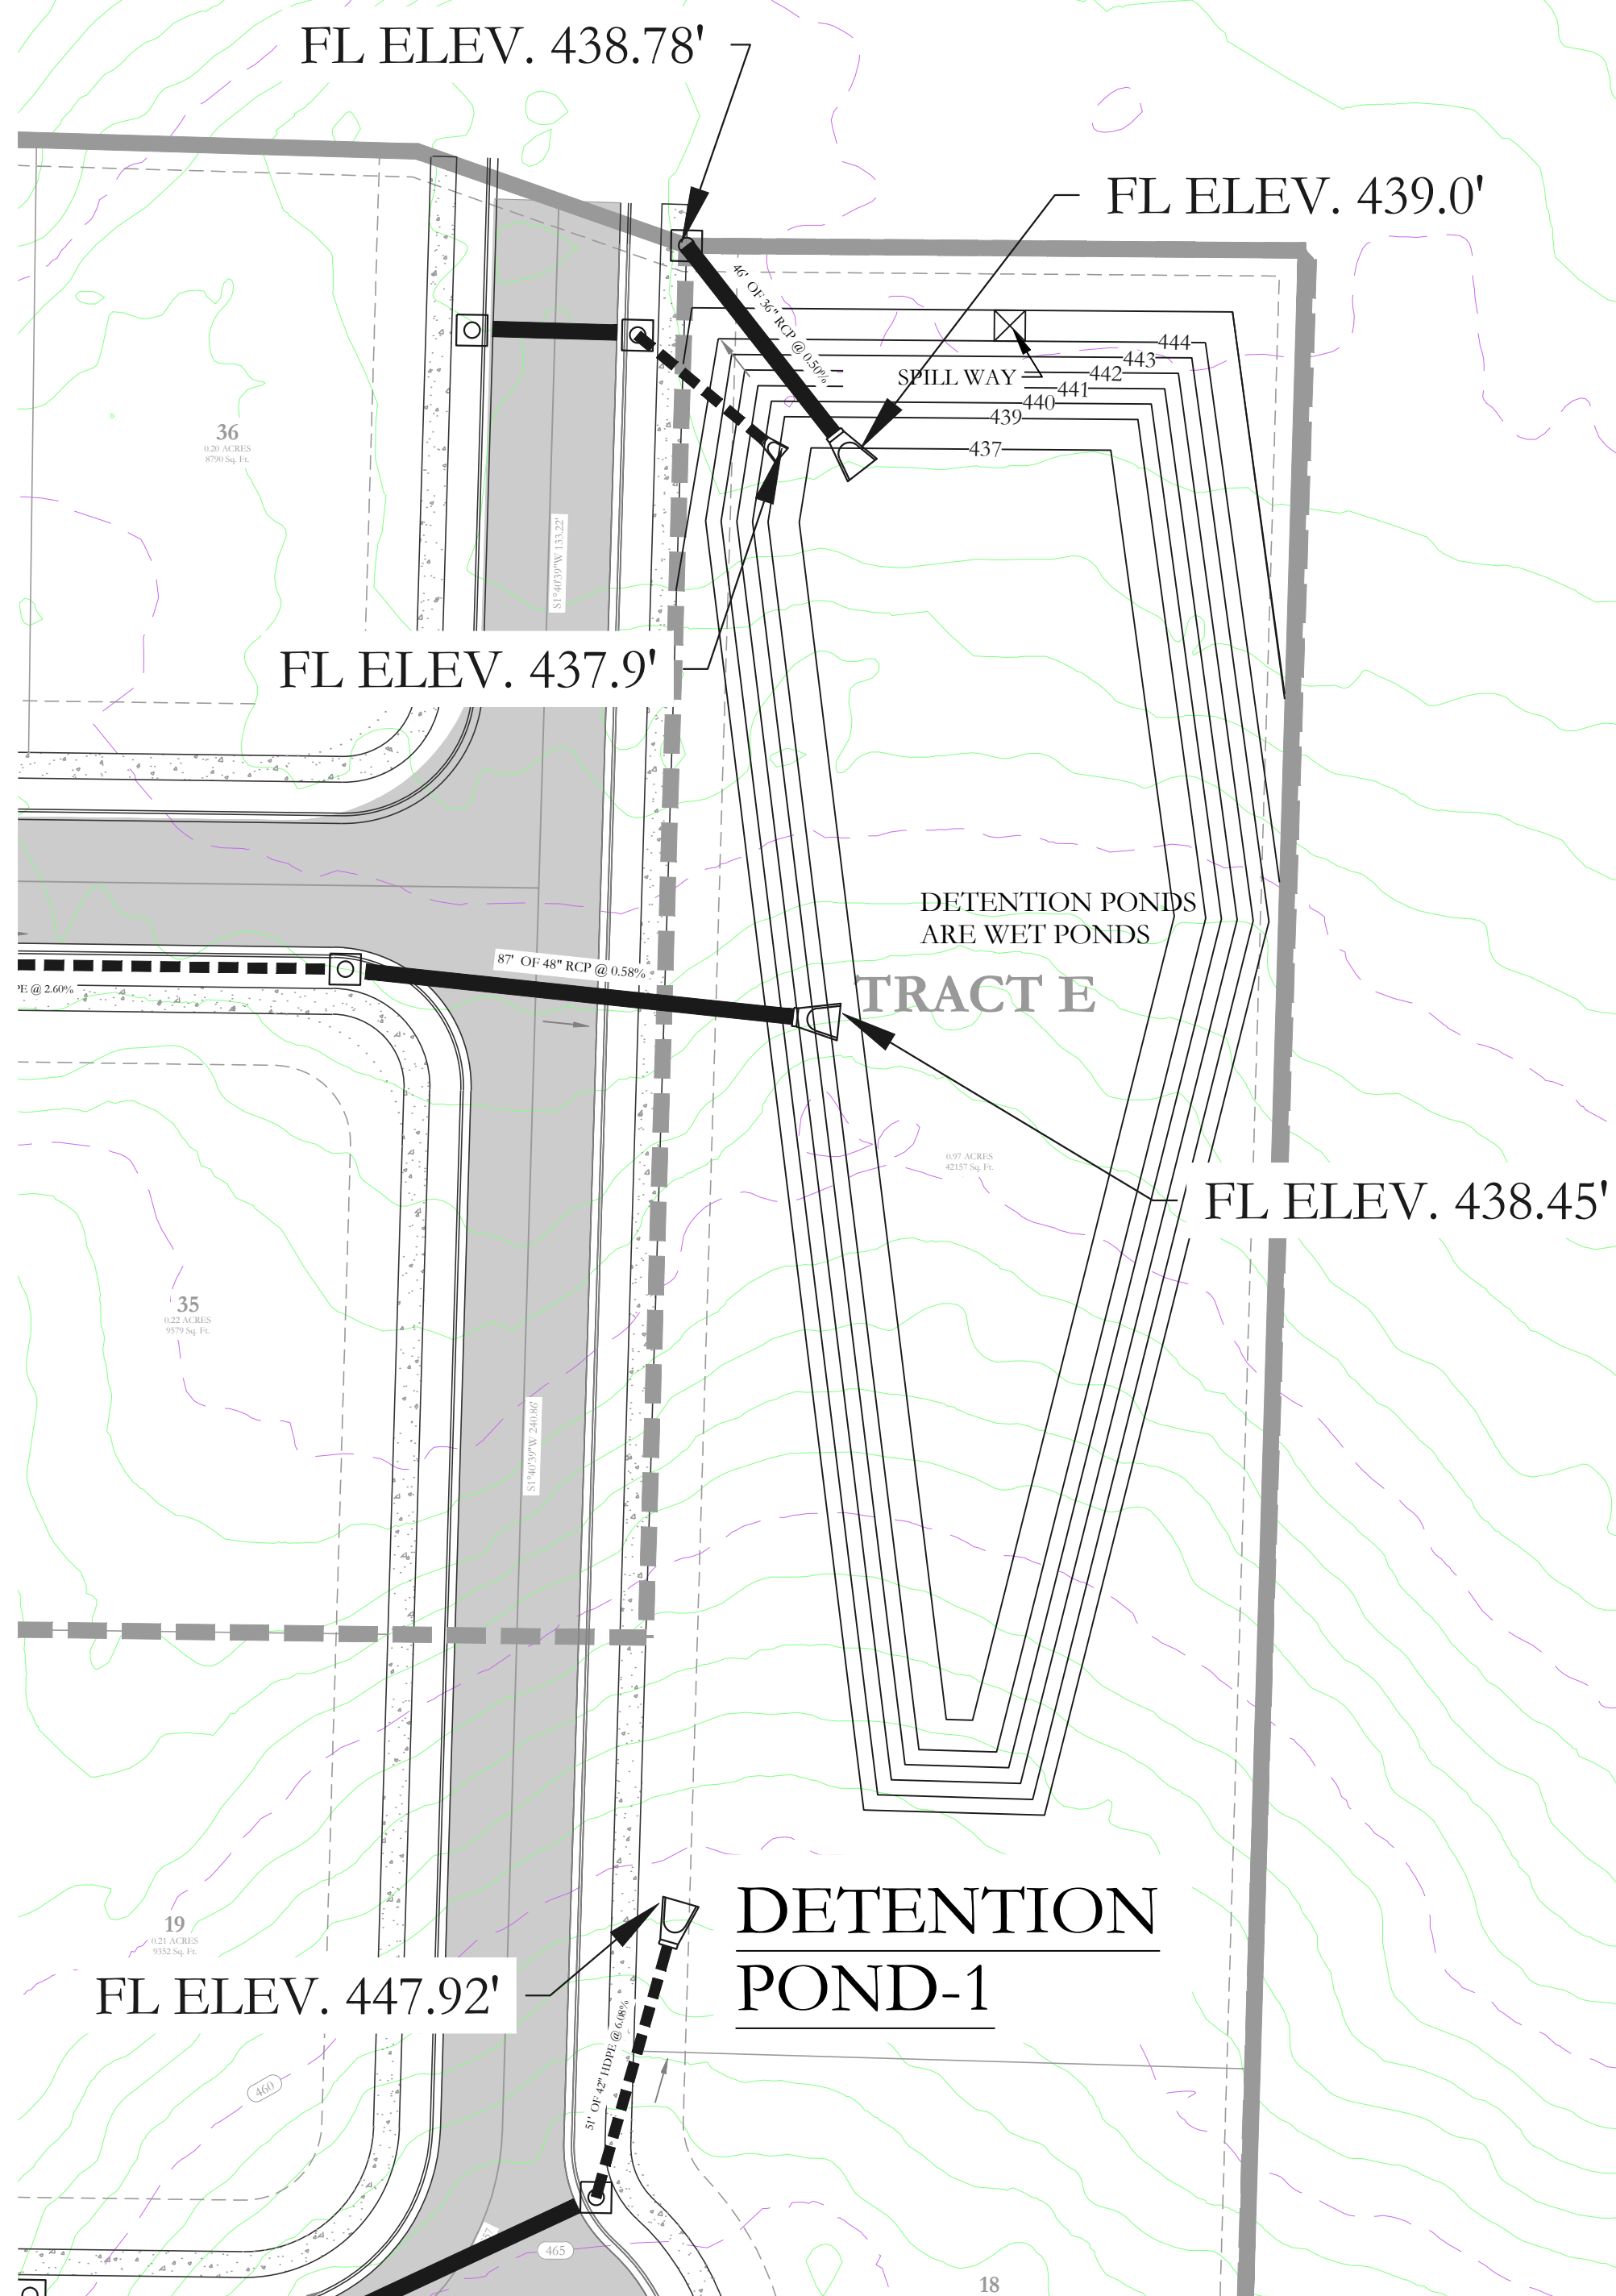 FL ELEV. 438.78'
FL ELEV. 439.0'
46' OF 36" RCP @ 0.50%
444
443
SPILL WAY
442
441
440
439
437
36
0.20 ACRES
8790 Sq. Ft.
S1°40'39"W 133.22'
FL ELEV. 437.9'
DETENTION PONDS
ARE WET PONDS
87' OF 48" RCP @ 0.58%
PE @ 2.60%
TRACT E
0.97 ACRES
42157 Sq. Ft.
FL ELEV. 438.45'
35
0.22 ACRES
9579 Sq. Ft.
S1°40'39"W 240.86'
DETENTION
POND-1
19
0.21 ACRES
9352 Sq. Ft.
FL ELEV. 447.92'
51' OF 42" HDPE @ 6.08%
460
465
18